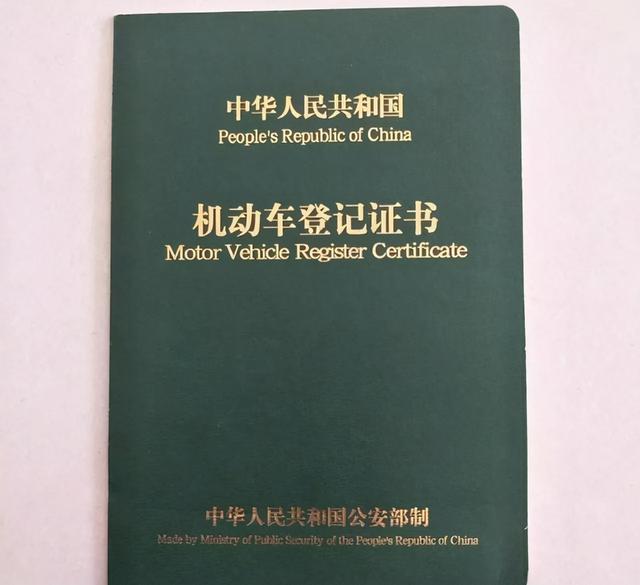 中华人民共和国
People's Republic of China
机动车登记证书
Motor Vehicle Register Certificate
中华人民共和国公安部制
Made by Ministry of Public Security of the People's Republic of China